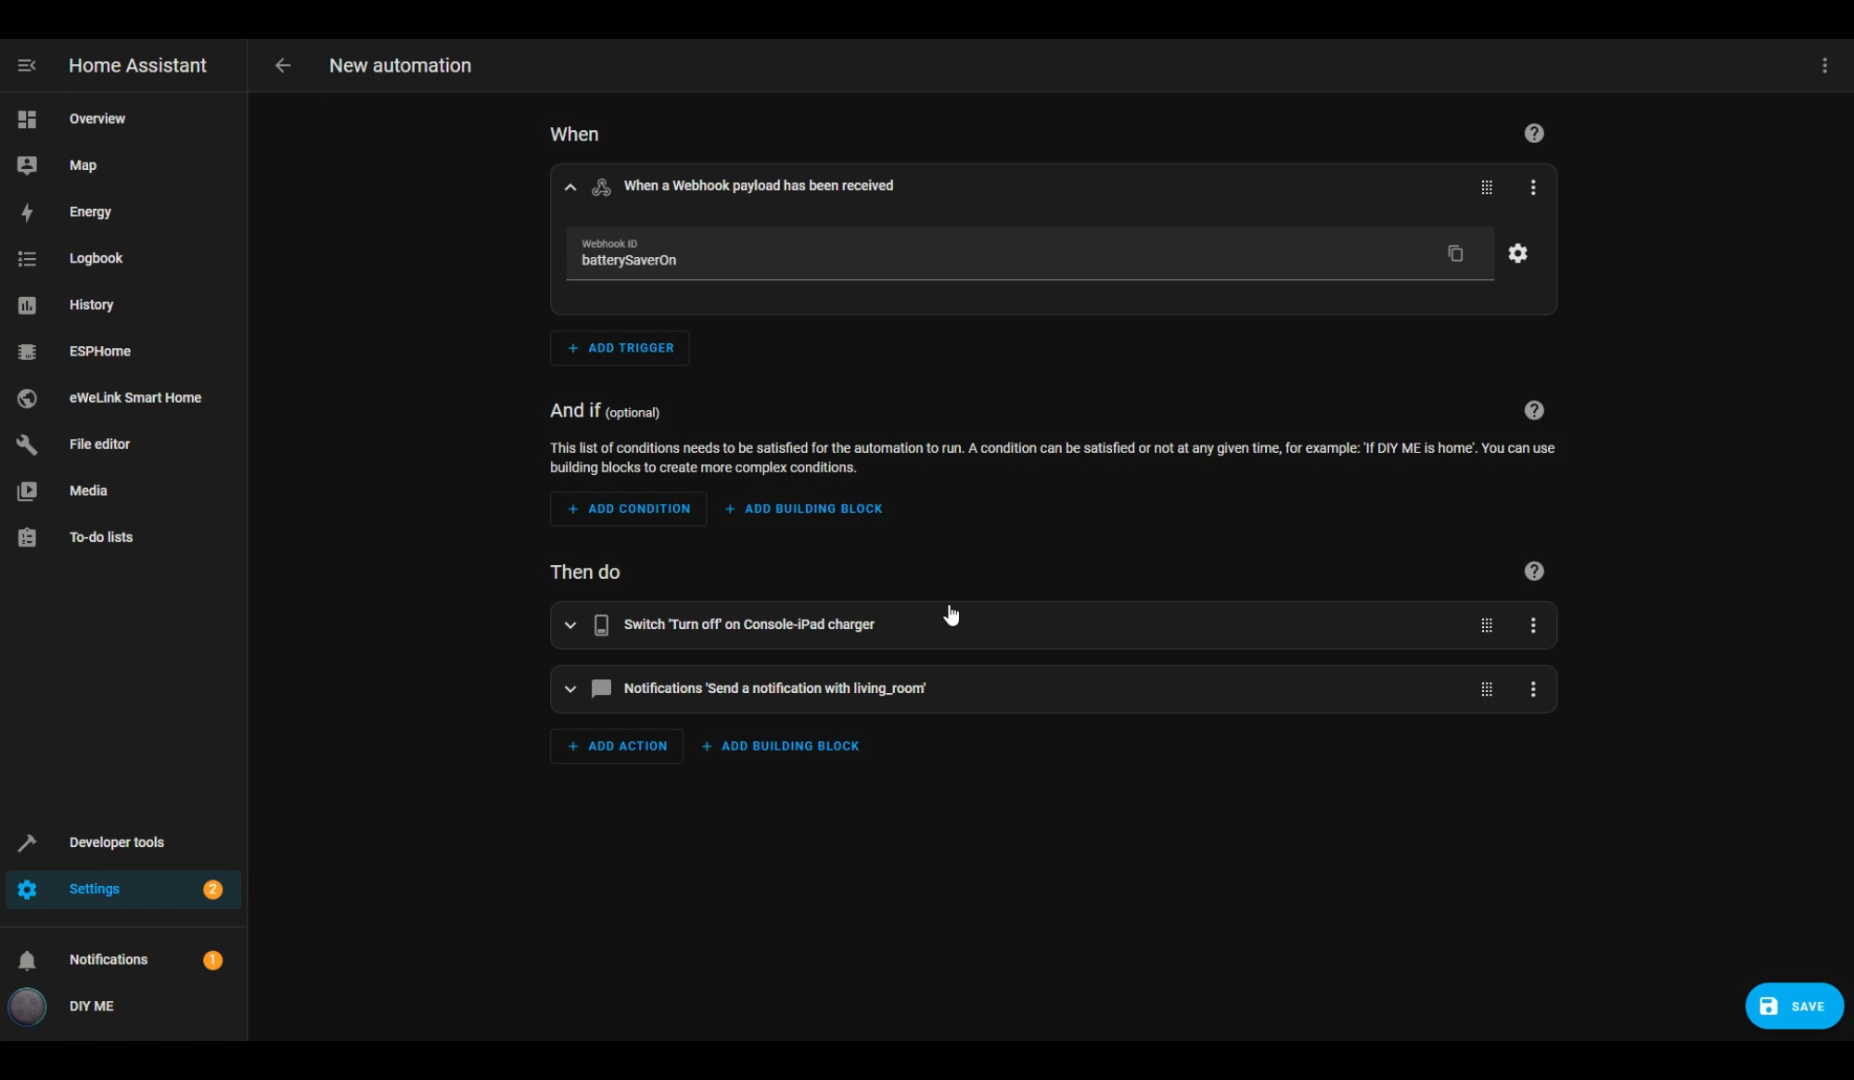 Home Assistant
New automation
Overview
Map
Energy
Logbook
History
ESPHome
eWeLink Smart Home
File editor
Media
To-do lists
Developer tools
Settings
2
Notifications
1
DIY ME
When
When a Webhook payload has been received
Webhook ID
batterySaverOn
+ ADD TRIGGER
And if (optional)
This list of conditions needs to be satisfied for the automation to run. A condition can be satisfied or not at any given time, for example: 'If DIY ME is home'. You can use
building blocks to create more complex conditions.
+ ADD CONDITION
+ ADD BUILDING BLOCK
Then do
Switch 'Turn off' on Console-iPad charger
Notifications 'Send a notification with living_room'
+ ADD ACTION
+ ADD BUILDING BLOCK
SAVE